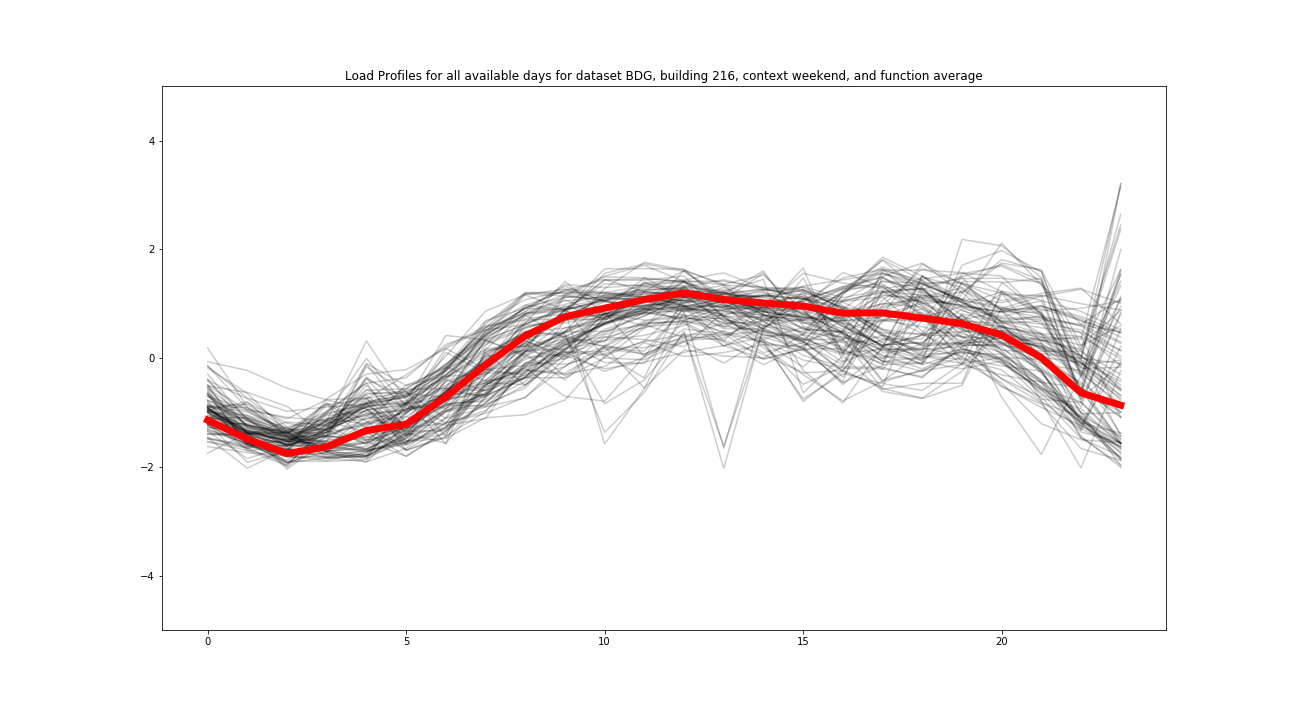 Load Profiles for all available days for dataset BDG, building 216, context weekend, and function average
4
2
0
−2
−4
0 5 10 15 20